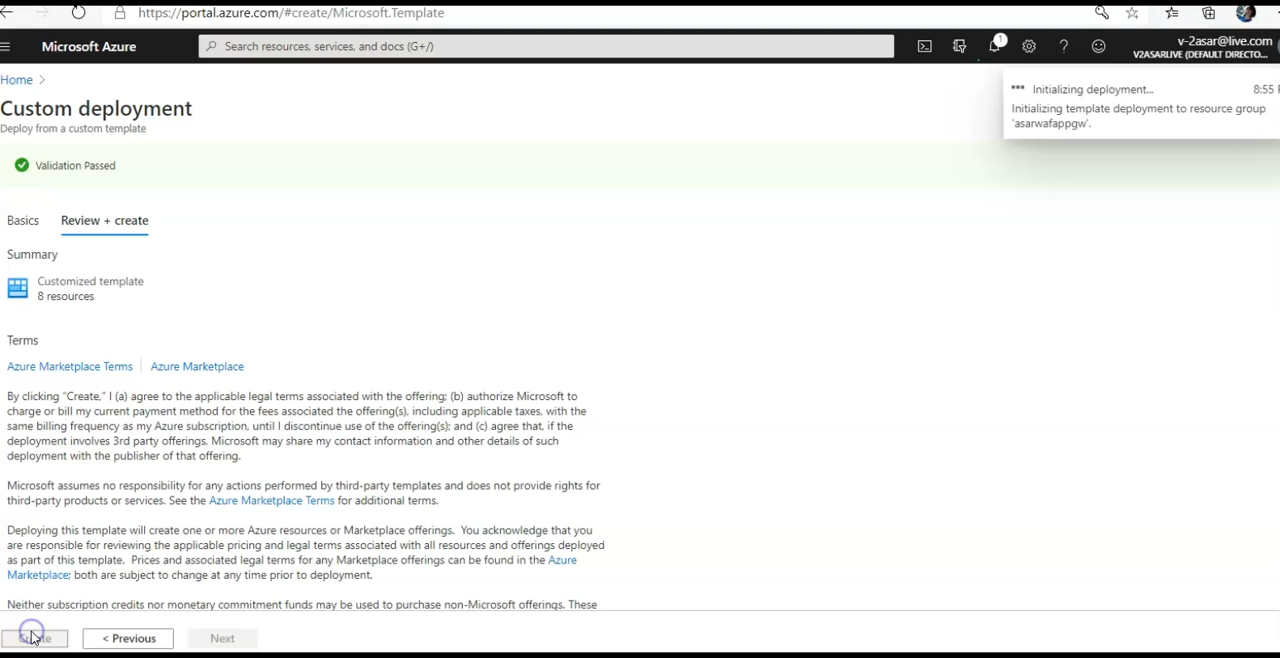 https://portal.azure.com/#create/Microsoft.Template
Microsoft Azure
Search resources, services, and docs (G+/)
1
v-2asar@live.com
V2ASARLIVE (DEFAULT DIRECTO...
Home >
Custom deployment
Deploy from a custom template
Initializing deployment...
8:55
Initializing template deployment to resource group
'asarwafappgw'.
Validation Passed
Basics
Review + create
Summary
Customized template
8 resources
Terms
Azure Marketplace Terms
Azure Marketplace
By clicking "Create," I (a) agree to the applicable legal terms associated with the offering; (b) authorize Microsoft to
charge or bill my current payment method for the fees associated the offering(s), including applicable taxes, with the
same billing frequency as my Azure subscription, until I discontinue use of the offering(s); and (c) agree that, if the
deployment involves 3rd party offerings, Microsoft may share my contact information and other details of such
deployment with the publisher of that offering.
Microsoft assumes no responsibility for any actions performed by third-party templates and does not provide rights for
third-party products or services. See the Azure Marketplace Terms for additional terms.
Deploying this template will create one or more Azure resources or Marketplace offerings. You acknowledge that you
are responsible for reviewing the applicable pricing and legal terms associated with all resources and offerings deployed
as part of this template. Prices and associated legal terms for any Marketplace offerings can be found in the Azure
Marketplace; both are subject to change at any time prior to deployment.
Neither subscription credits nor monetary commitment funds may be used to purchase non-Microsoft offerings. These
Create
< Previous
Next